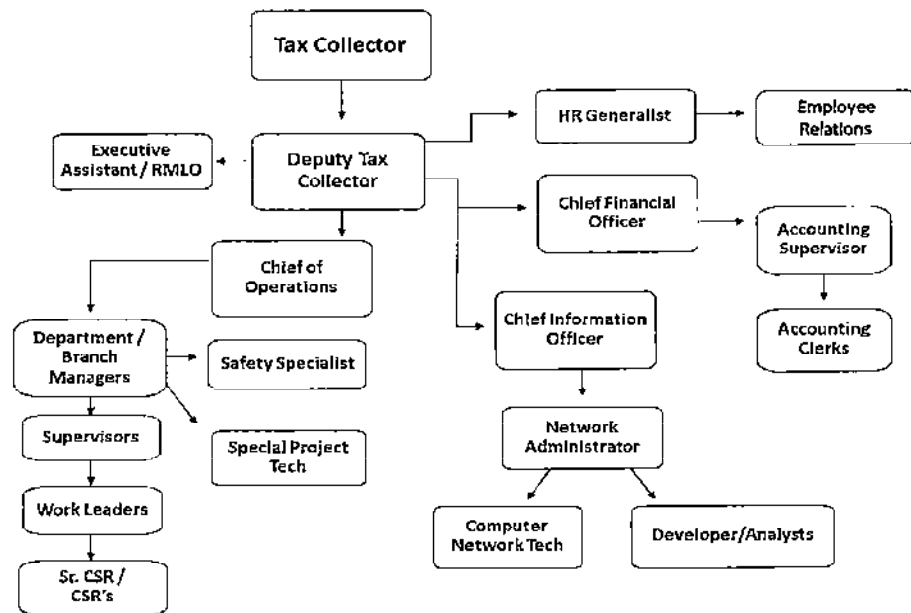 Tax Collector
HR Generalist
Employee
Relations
Executive
Assistant / RMLO
Deputy Tax
Collector
Chief Financial
Officer
Accounting
Supervisor
Chief of
Operations
Chief Information
Officer
Accounting
Clerks
Department /
Branch
Managers
Safety Specialist
Supervisors
Special Project
Tech
Network
Administrator
Work Leaders
Computer
Network Tech
Developer/Analysts
Sr. CSR /
CSR's